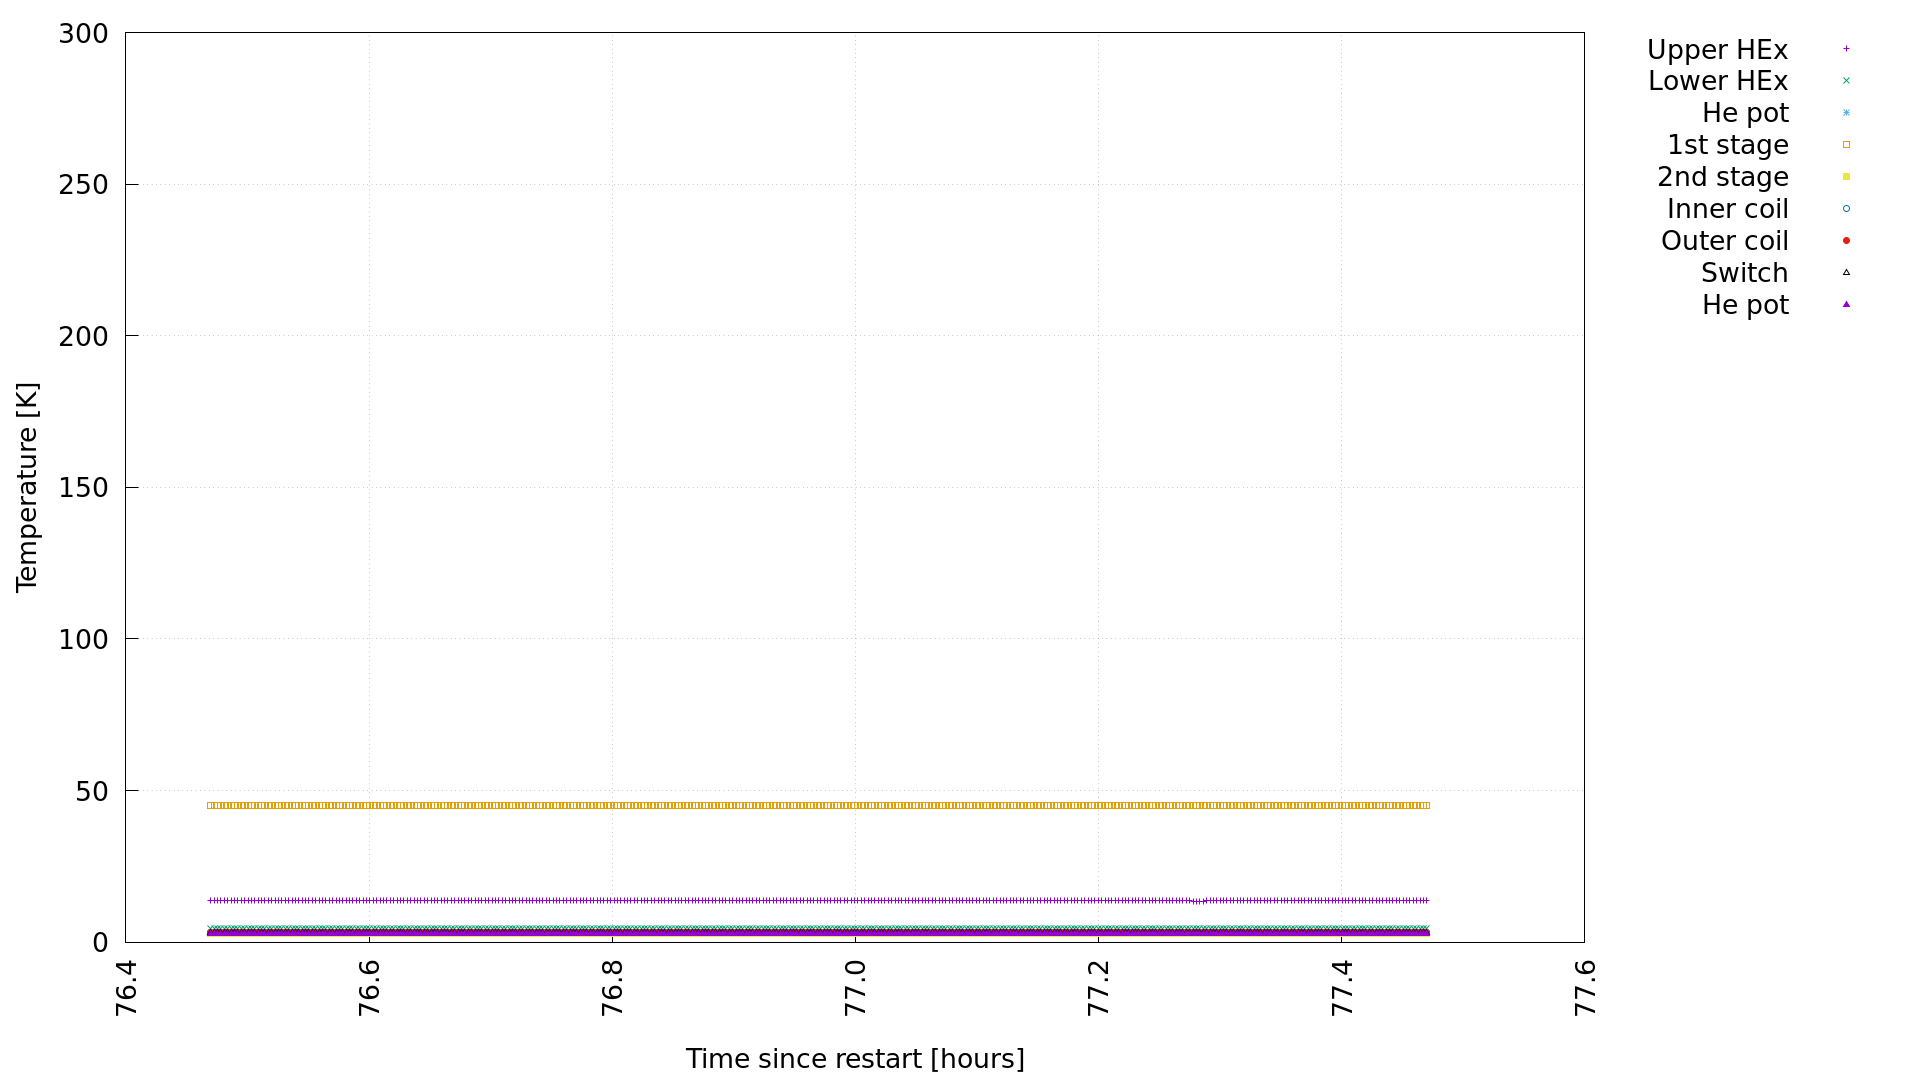 300
250
200
150
100
50
0
Temperature [K]
76.4
76.6
76.8
77.0
77.2
77.4
77.6
Time since restart [hours]
Upper HEx
Lower HEx
He pot
1st stage
2nd stage
Inner coil
Outer coil
Switch
He pot